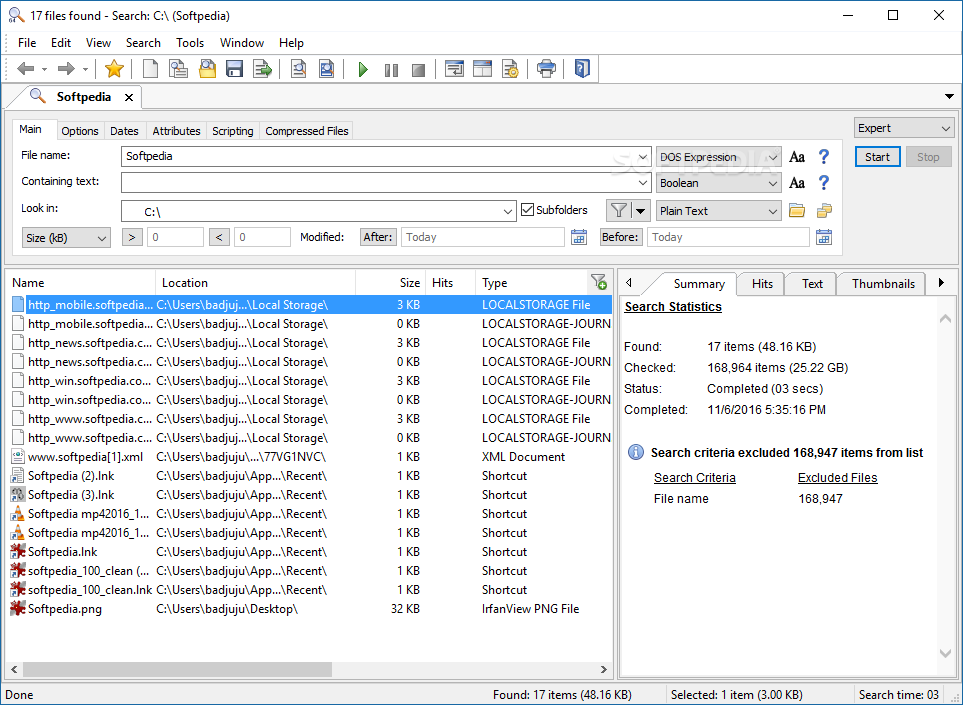 17 files found - Search: C:\ (Softpedia)
File Edit View Search Tools Window Help
Softpedia
Main Options Dates Attributes Scripting Compressed Files
Expert
File name: Softpedia DOS Expression Aa ?
Start Stop
SOFTPEDIA
Containing text: Boolean Aa ?
Look in: C:\ Subfolders Plain Text
Size (kB) > 0 < 0 Modified: After: Today Before: Today
Name Location Size Hits Type
http_mobile.softpedia... C:\Users\badjuj...\Local Storage\ 3 KB LOCALSTORAGE File
http_mobile.softpedia... C:\Users\badjuj...\Local Storage\ 0 KB LOCALSTORAGE-JOURN
http_news.softpedia.c... C:\Users\badjuj...\Local Storage\ 3 KB LOCALSTORAGE File
http_news.softpedia.c... C:\Users\badjuj...\Local Storage\ 0 KB LOCALSTORAGE-JOURN
http_win.softpedia.co... C:\Users\badjuj...\Local Storage\ 3 KB LOCALSTORAGE File
http_win.softpedia.co... C:\Users\badjuj...\Local Storage\ 0 KB LOCALSTORAGE-JOURN
http_www.softpedia.c... C:\Users\badjuj...\Local Storage\ 3 KB LOCALSTORAGE File
http_www.softpedia.c... C:\Users\badjuj...\Local Storage\ 0 KB LOCALSTORAGE-JOURN
www.softpedia[1].xml C:\Users\badjuju\...\77VG1NVC\ 1 KB XML Document
Softpedia (2).lnk C:\Users\badjuju\App...\Recent\ 1 KB Shortcut
Softpedia (3).lnk C:\Users\badjuju\App...\Recent\ 1 KB Shortcut
Softpedia mp42016_1... C:\Users\badjuju\App...\Recent\ 1 KB Shortcut
Softpedia mp42016_1... C:\Users\badjuju\App...\Recent\ 1 KB Shortcut
Softpedia.lnk C:\Users\badjuju\App...\Recent\ 1 KB Shortcut
softpedia_100_clean (... C:\Users\badjuju\App...\Recent\ 1 KB Shortcut
softpedia_100_clean.lnk C:\Users\badjuju\App...\Recent\ 1 KB Shortcut
Softpedia.png C:\Users\badjuju\Desktop\ 32 KB IrfanView PNG File
Summary Hits Text Thumbnails
Search Statistics
Found: 17 items (48.16 KB)
Checked: 168,964 items (25.22 GB)
Status: Completed (03 secs)
Completed: 11/6/2016 5:35:16 PM
Search criteria excluded 168,947 items from list
Search Criteria Excluded Files
File name 168,947
Done Found: 17 items (48.16 KB) Selected: 1 item (3.00 KB) Search time: 03